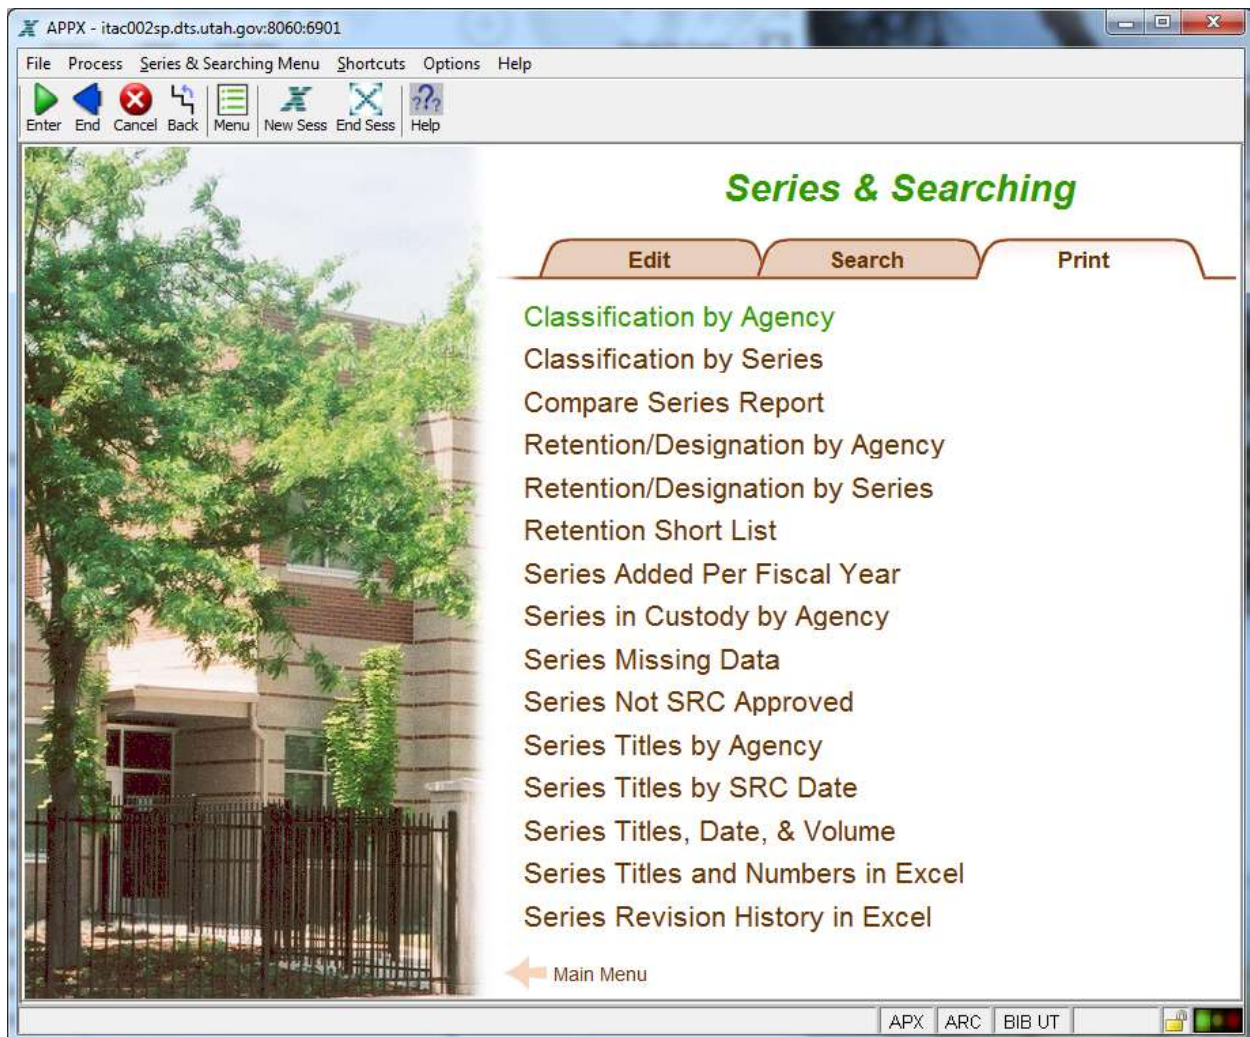 APPX - itac002sp.dts.utah.gov:8060:6901
File Process Series & Searching Menu Shortcuts Options Help
Enter End Cancel Back Menu New Sess End Sess Help
Series & Searching
Edit Search Print
Classification by Agency
Classification by Series
Compare Series Report
Retention/Designation by Agency
Retention/Designation by Series
Retention Short List
Series Added Per Fiscal Year
Series in Custody by Agency
Series Missing Data
Series Not SRC Approved
Series Titles by Agency
Series Titles by SRC Date
Series Titles, Date, & Volume
Series Titles and Numbers in Excel
Series Revision History in Excel
Main Menu
APX ARC BIB UT